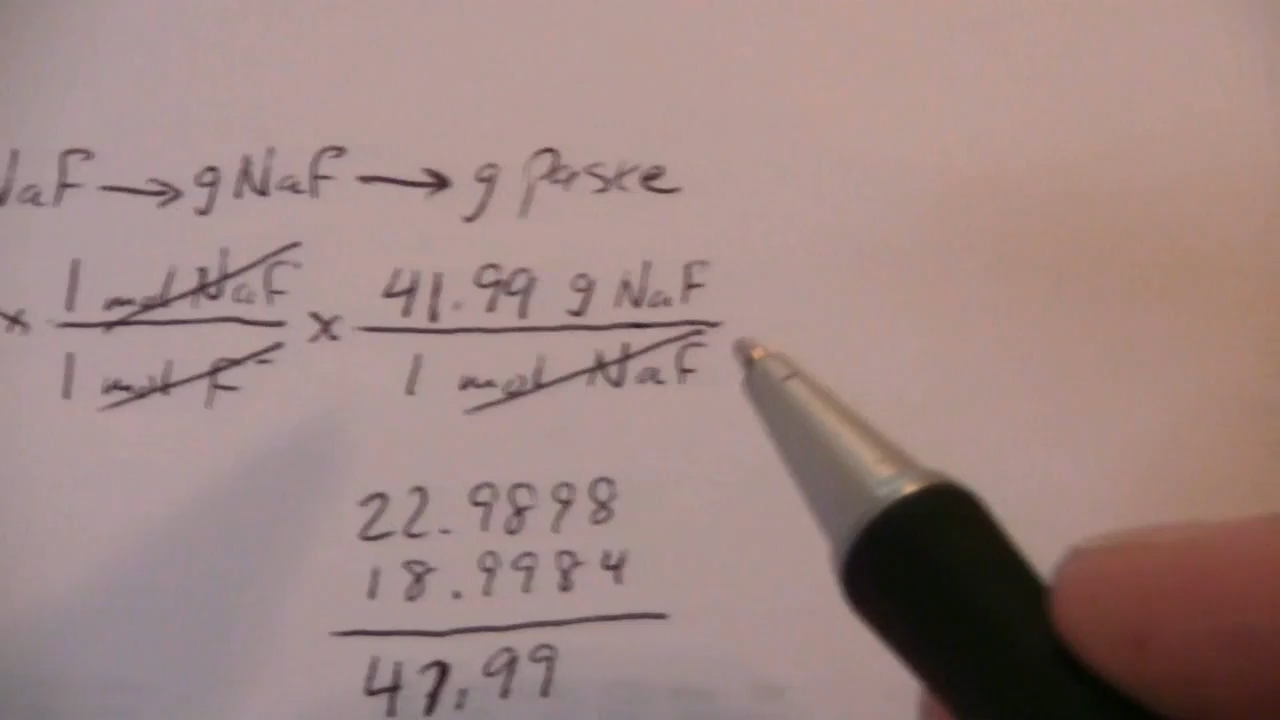 NaF → g NaF → g Paste
x 1 mol NaF x 41.99 g NaF
1 mol F⁻ 1 mol NaF
22.9898
18.9984
41.99